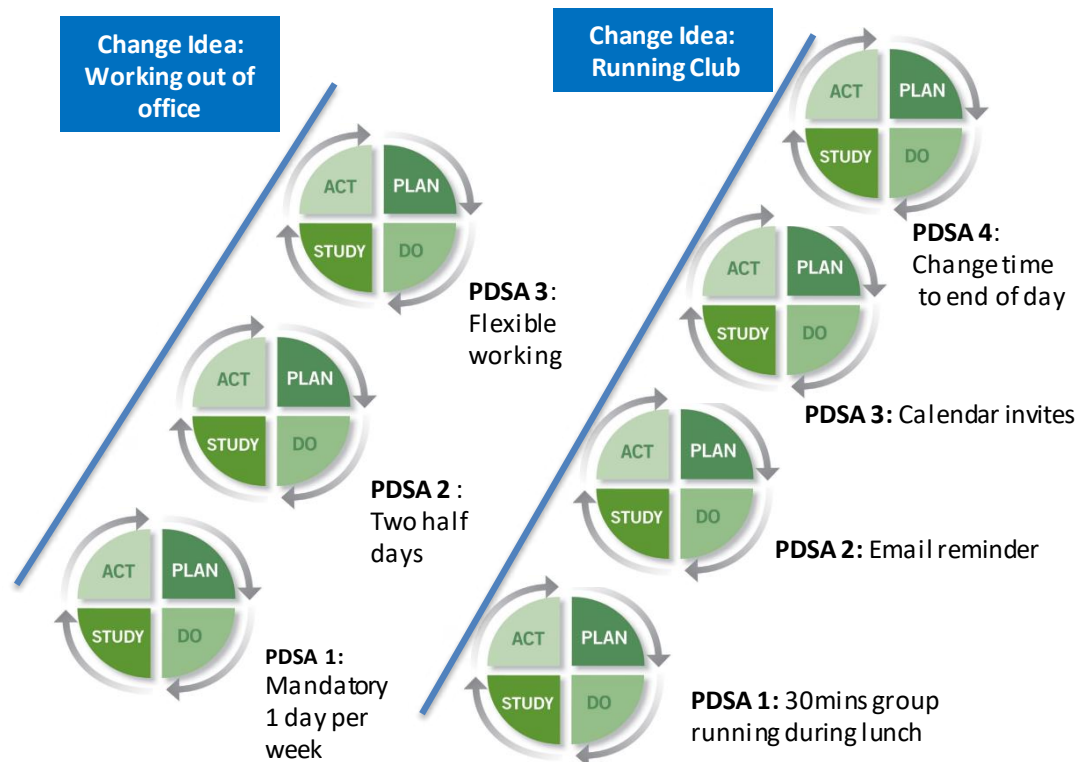 Change Idea:
Working out of
office
ACT
PLAN
STUDY
DO
PDSA 3:
Flexible
working
ACT
PLAN
STUDY
DO
PDSA 2 :
Two half
days
ACT
PLAN
STUDY
DO
PDSA 1:
Mandatory
1 day per
week
Change Idea:
Running Club
ACT
PLAN
STUDY
DO
PDSA 4:
Change time
to end of day
ACT
PLAN
STUDY
DO
PDSA 3: Calendar invites
ACT
PLAN
STUDY
DO
PDSA 2: Email reminder
ACT
PLAN
STUDY
DO
PDSA 1: 30mins group
running during lunch